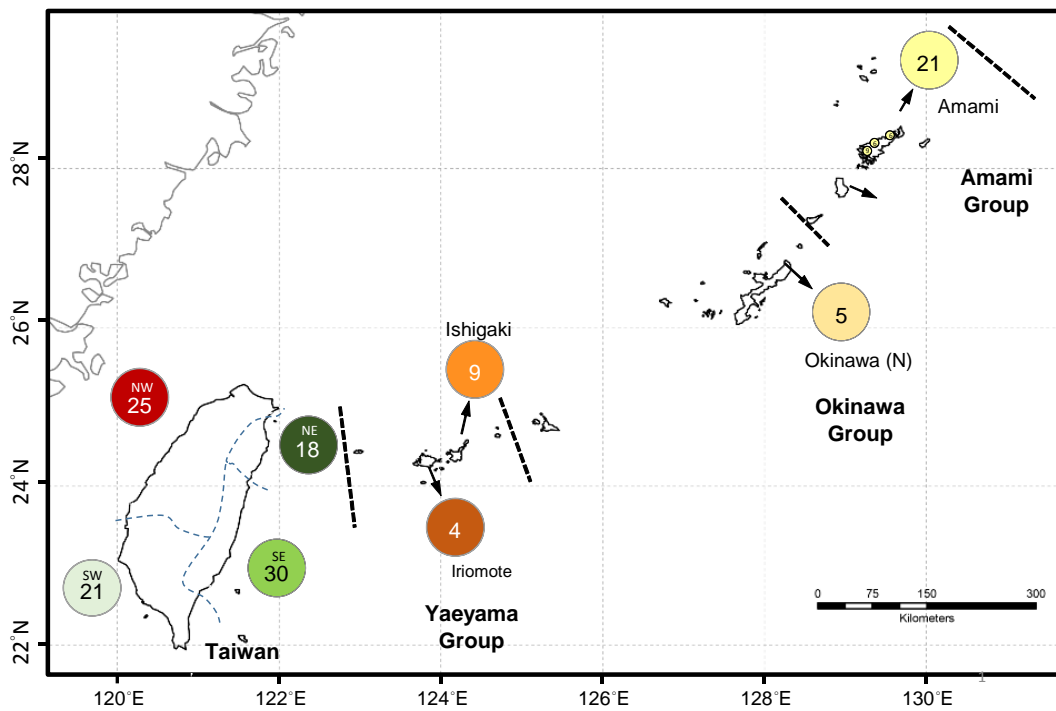 21
Amami
28°N
Amami
Group
26°N
5
Okinawa (N)
Okinawa
Group
Ishigaki
9
NW
25
NE
18
24°N
4
Iriomote
SE
30
SW
21
Yaeyama
Group
0 75 150 300
Kilometers
22°N
Taiwan
120°E 122°E 124°E 126°E 128°E 130°E
1